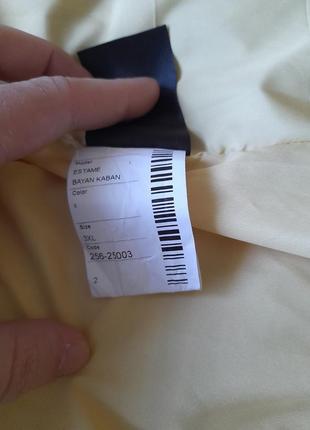 Model
ESTAME
BAYAN KABAN
Color
Size
3XL
Code
256-25003
2